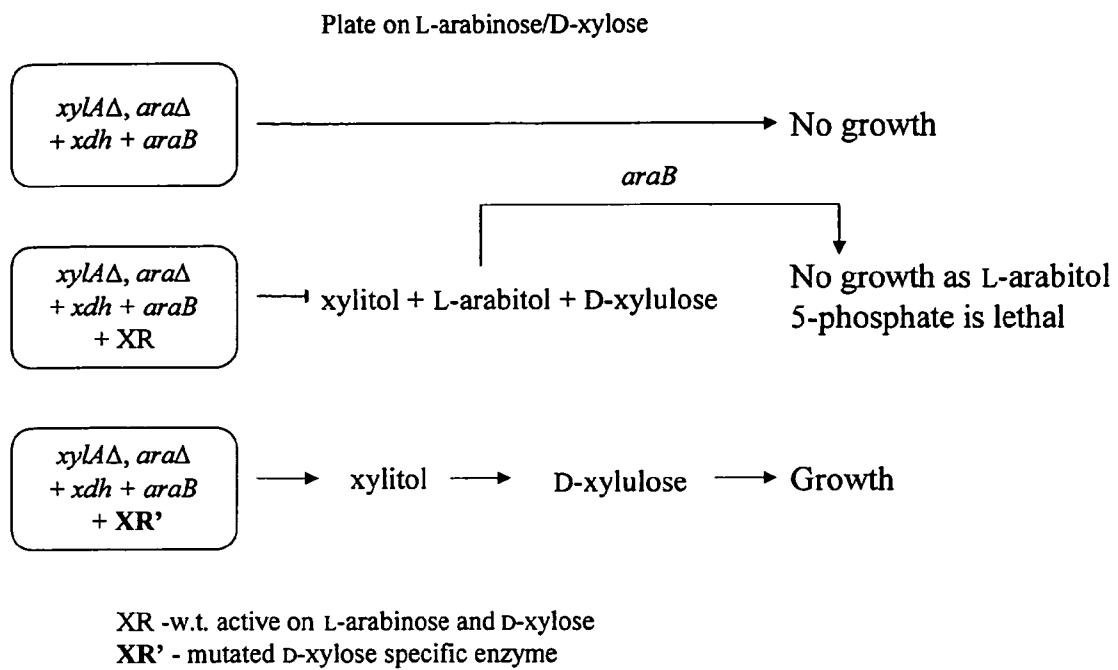 Plate on L-arabinose/D-xylose
xylAΔ, araΔ
+ xdh + araB
No growth
araB
xylAΔ, araΔ
+ xdh + araB
+ XR
xylitol + L-arabitol + D-xylulose
No growth as L-arabitol
5-phosphate is lethal
xylAΔ, araΔ
+ xdh + araB
+ XR’
xylitol
D-xylulose
Growth
XR -w.t. active on L-arabinose and D-xylose
XR’ - mutated D-xylose specific enzyme